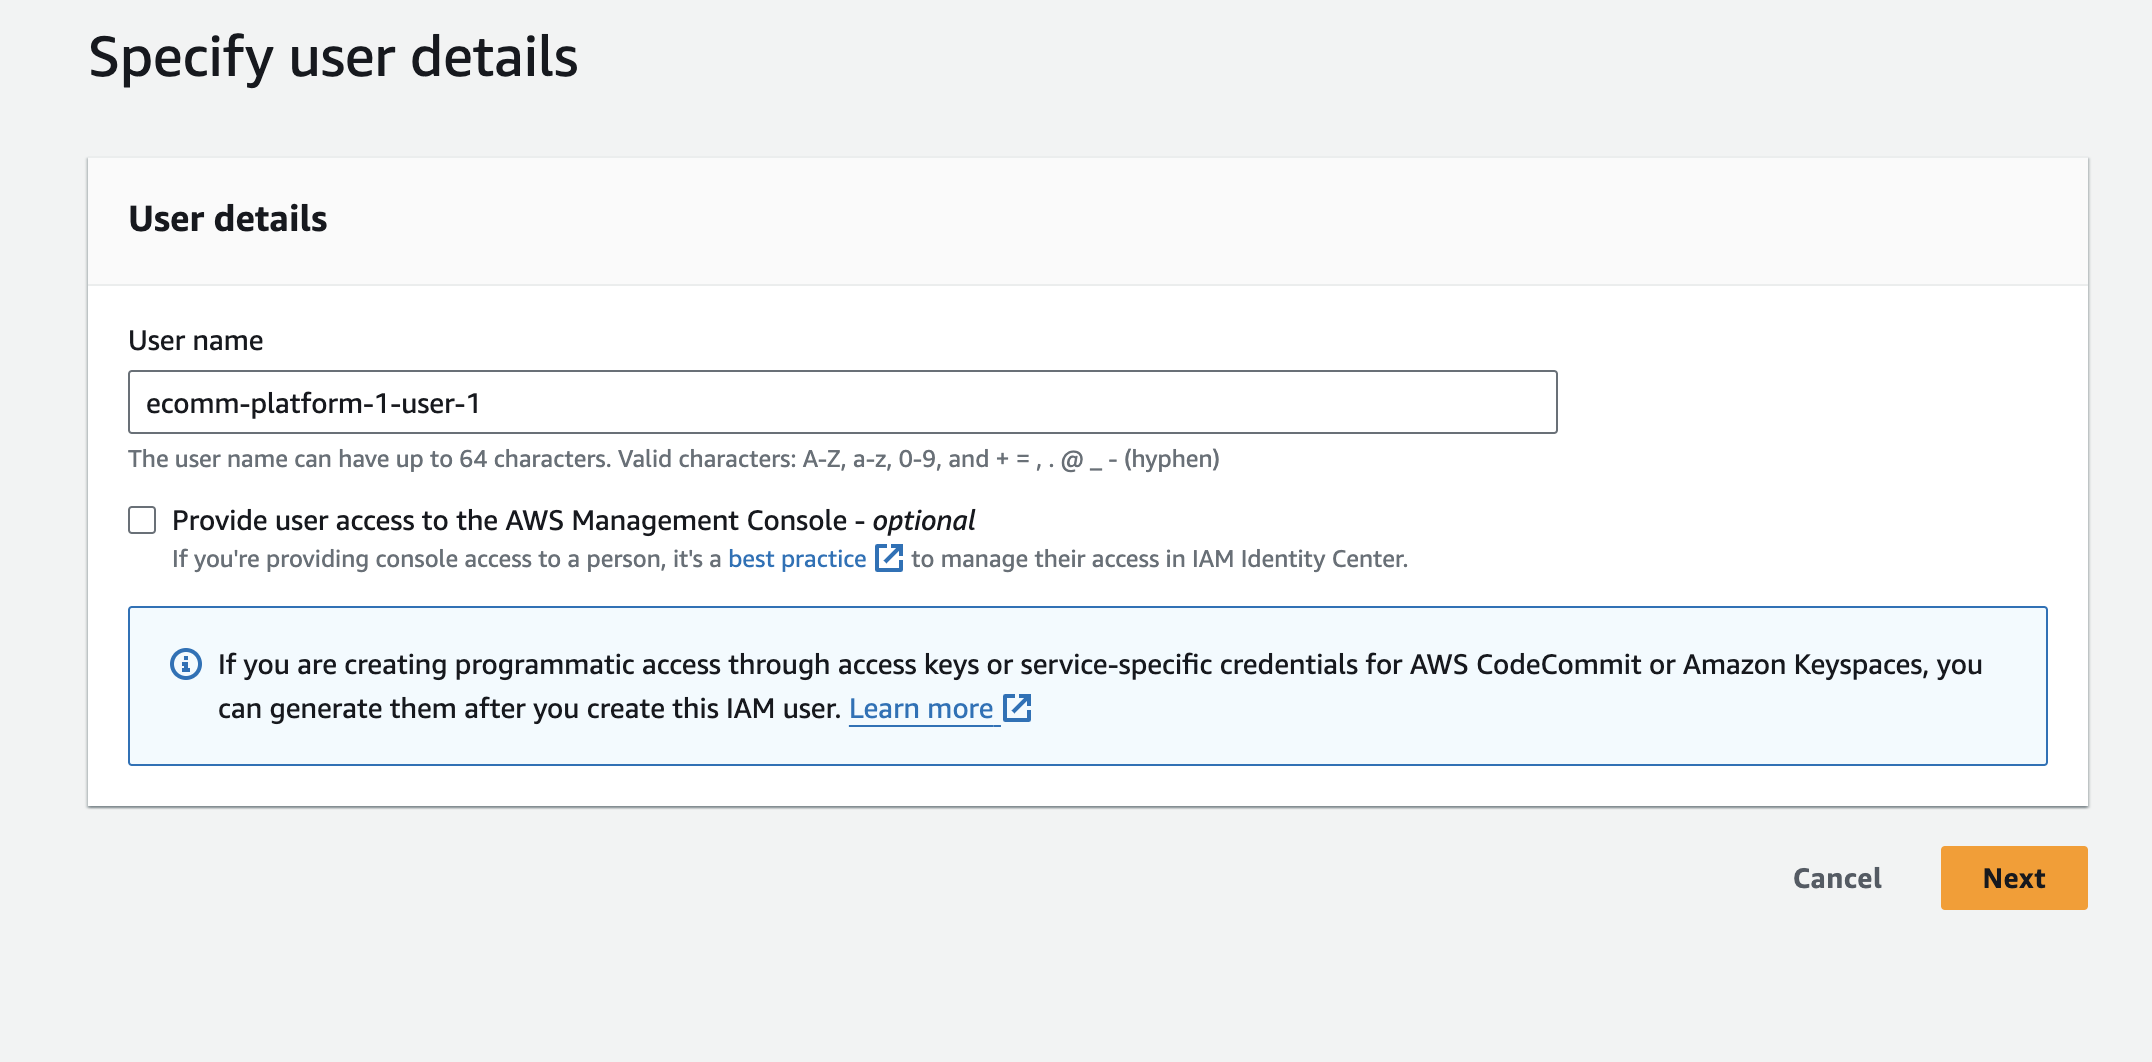 Specify user details
User details
User name
ecomm-platform-1-user-1
The user name can have up to 64 characters. Valid characters: A-Z, a-z, 0-9, and + = , . @ _ - (hyphen)
Provide user access to the AWS Management Console - optional
If you're providing console access to a person, it's a best practice to manage their access in IAM Identity Center.
If you are creating programmatic access through access keys or service-specific credentials for AWS CodeCommit or Amazon Keyspaces, you
can generate them after you create this IAM user. Learn more
Cancel
Next